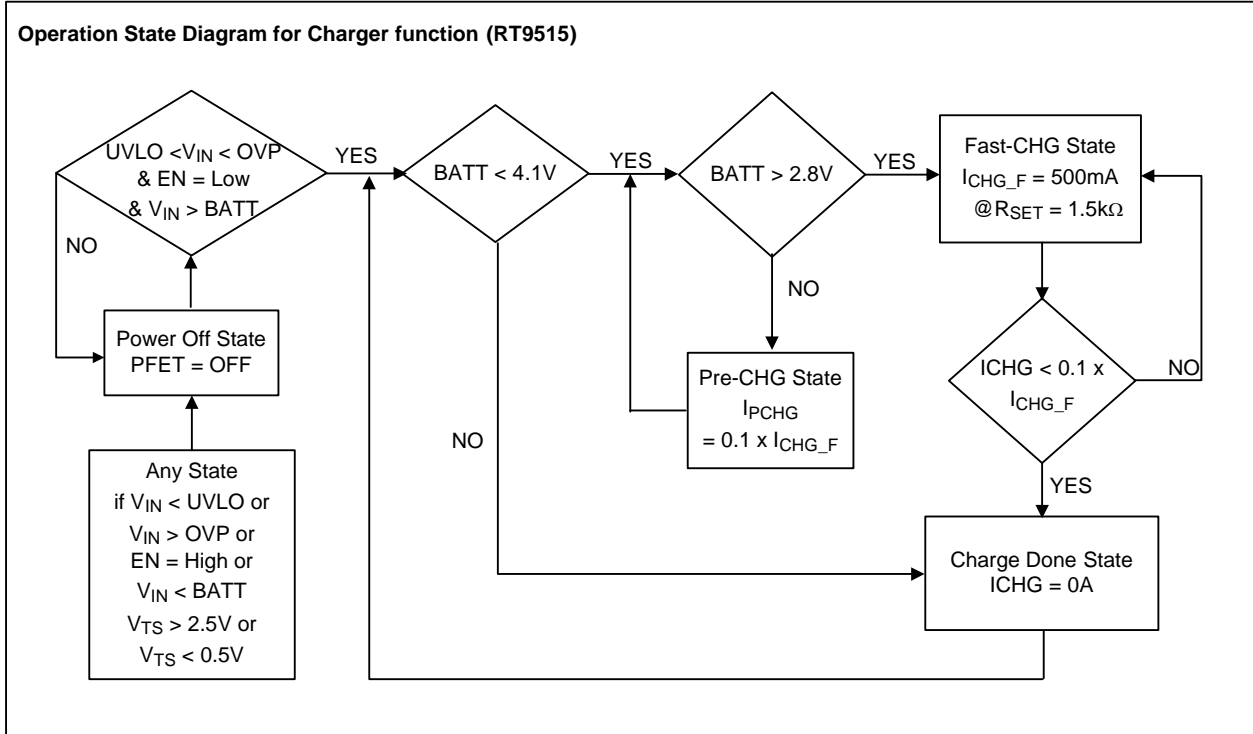 Operation State Diagram for Charger function (RT9515)
UVLO <VIN < OVP
& EN = Low
& VIN > BATT
YES
NO
Power Off State
PFET = OFF
Any State
if VIN < UVLO or
VIN > OVP or
EN = High or
VIN < BATT
VTS > 2.5V or
VTS < 0.5V
BATT < 4.1V
YES
NO
BATT > 2.8V
YES
NO
Pre-CHG State
IPCHG
= 0.1 x ICHG_F
Fast-CHG State
ICHG_F = 500mA
@RSET = 1.5kΩ
ICHG < 0.1 x
ICHG_F
NO
YES
Charge Done State
ICHG = 0A